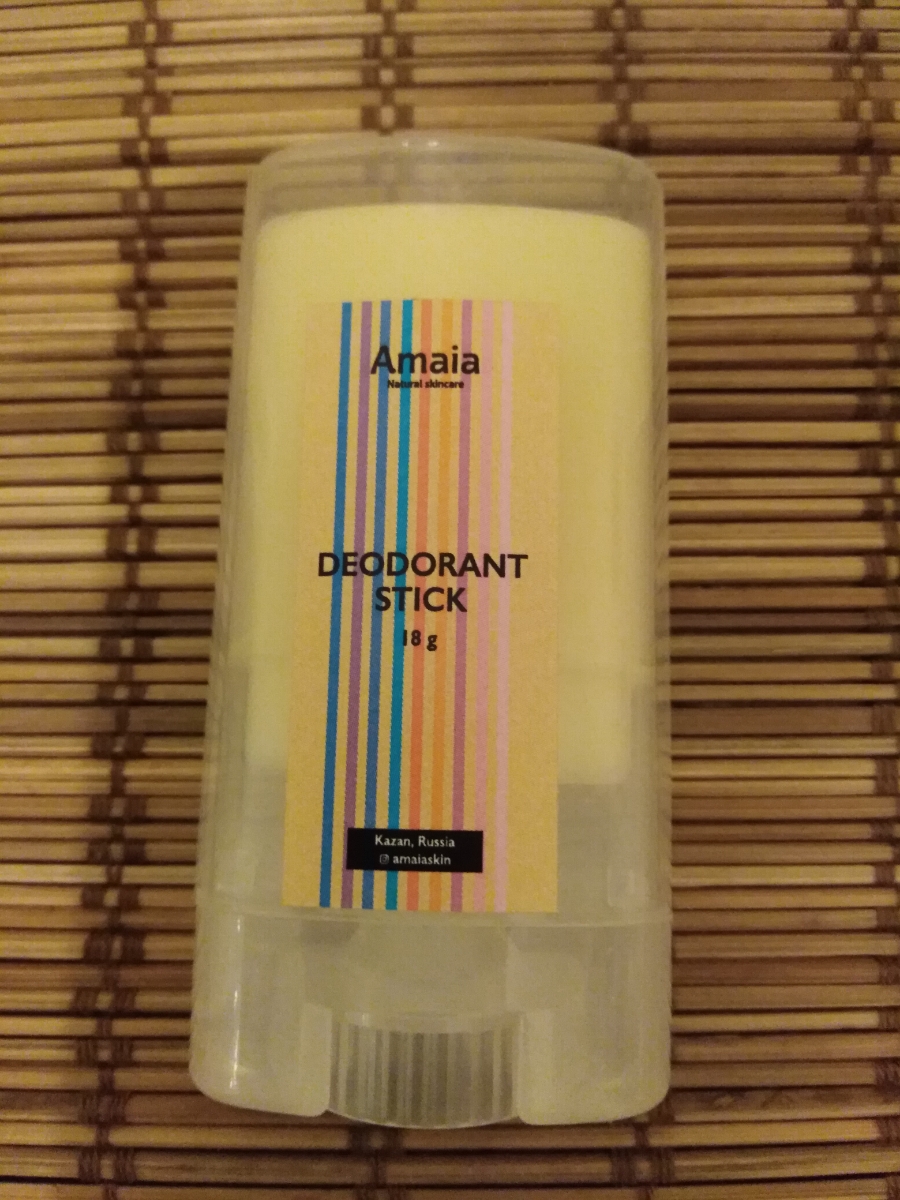 Amaia
Natural skincare
DEODORANT
STICK
18 g
Kazan, Russia
amaiaskin